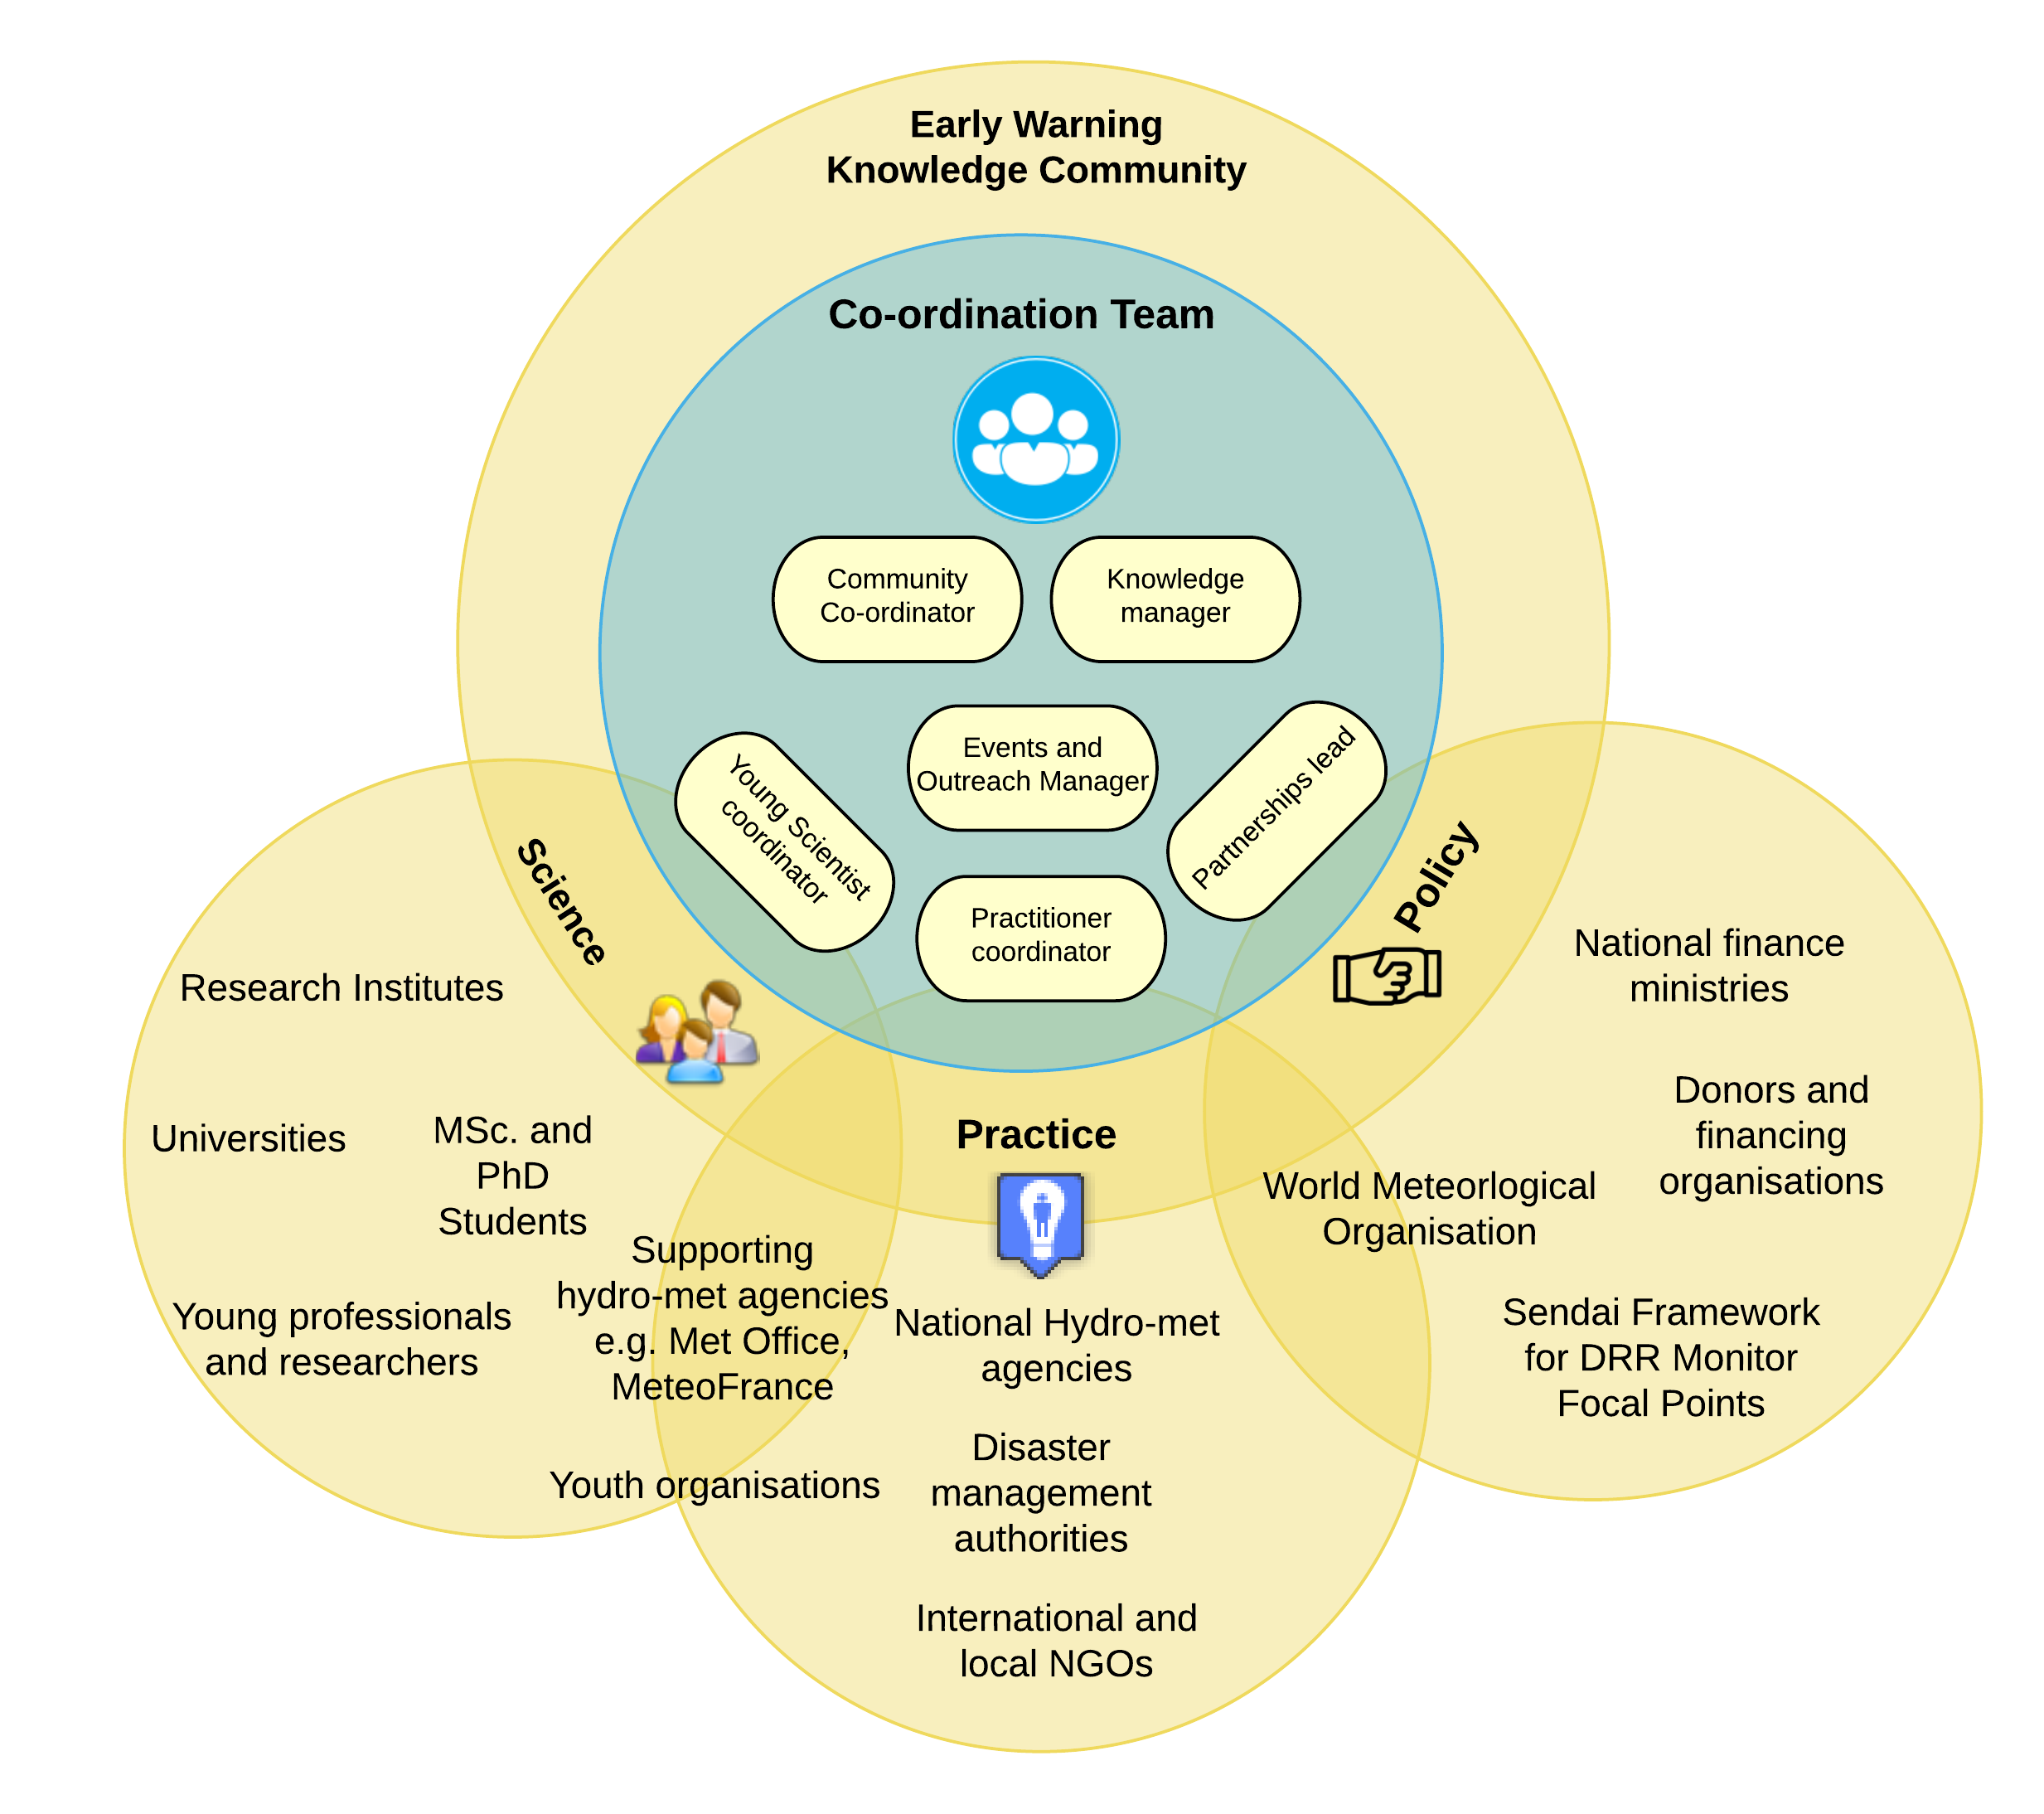 Early Warning
Knowledge Community
Co-ordination Team
Community
Co-ordinator
Knowledge
manager
Events and
Outreach Manager
Young Scientist
coordinator
Partnerships lead
Practitioner
coordinator
Science
Policy
Practice
Research Institutes
Universities
MSc. and
PhD
Students
Young professionals
and researchers
Supporting
hydro-met agencies
e.g. Met Office,
MeteoFrance
Youth organisations
National Hydro-met
agencies
Disaster
management
authorities
International and
local NGOs
National finance
ministries
Donors and
financing
organisations
World Meteorlogical
Organisation
Sendai Framework
for DRR Monitor
Focal Points